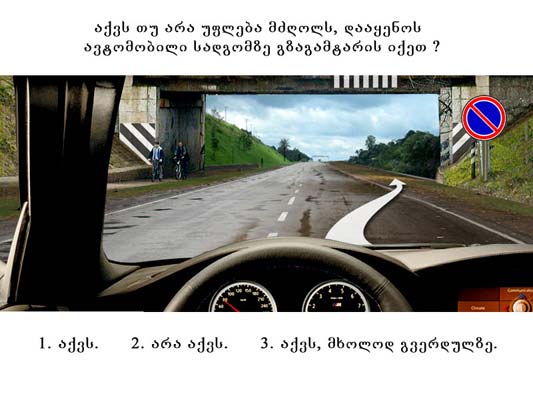 აქვს თუ არა უფლება მძღოლს, დააყენოს
ავტომობილი სადგომზე გზაგამტარის იქეთ ?
1. აქვს. 2. არა აქვს. 3. აქვს, მხოლოდ გვერდულზე.